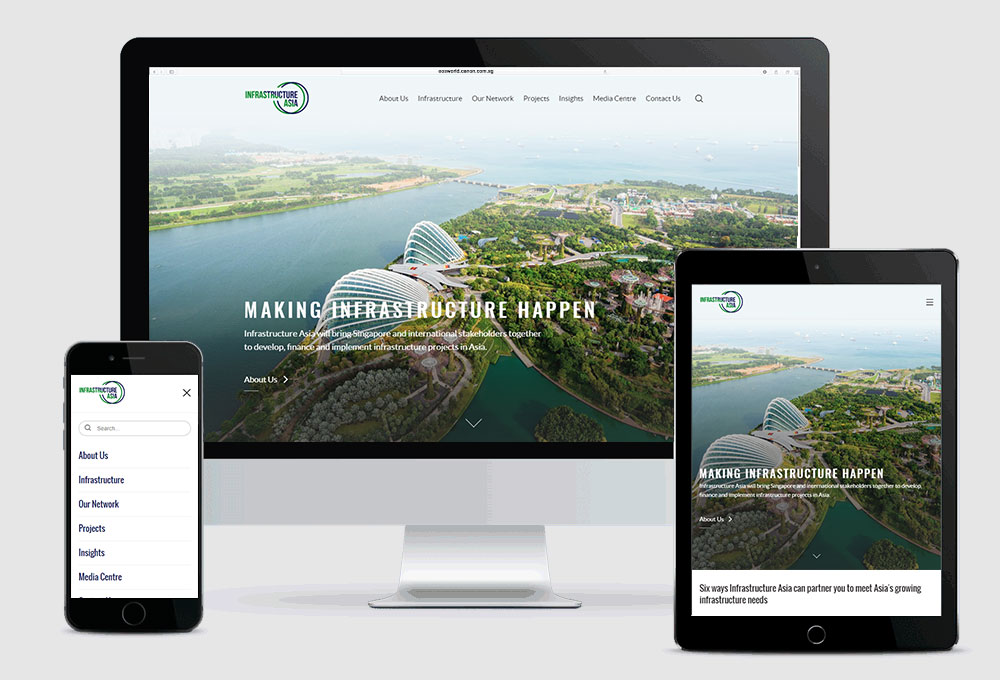 eosworld.canon.com.sg
INFRASTRUCTURE
ASIA
About Us Infrastructure Our Network Projects Insights Media Centre Contact Us
MAKING INFRASTRUCTURE HAPPEN
Infrastructure Asia will bring Singapore and international stakeholders together
to develop, finance and implement infrastructure projects in Asia.
About Us
INFRASTRUCTURE
ASIA
Search...
About Us
Infrastructure
Our Network
Projects
Insights
Media Centre
INFRASTRUCTURE
ASIA
MAKING INFRASTRUCTURE HAPPEN
Infrastructure Asia will bring Singapore and international stakeholders together to develop,
finance and implement infrastructure projects in Asia.
About Us
Six ways Infrastructure Asia can partner you to meet Asia's growing
infrastructure needs